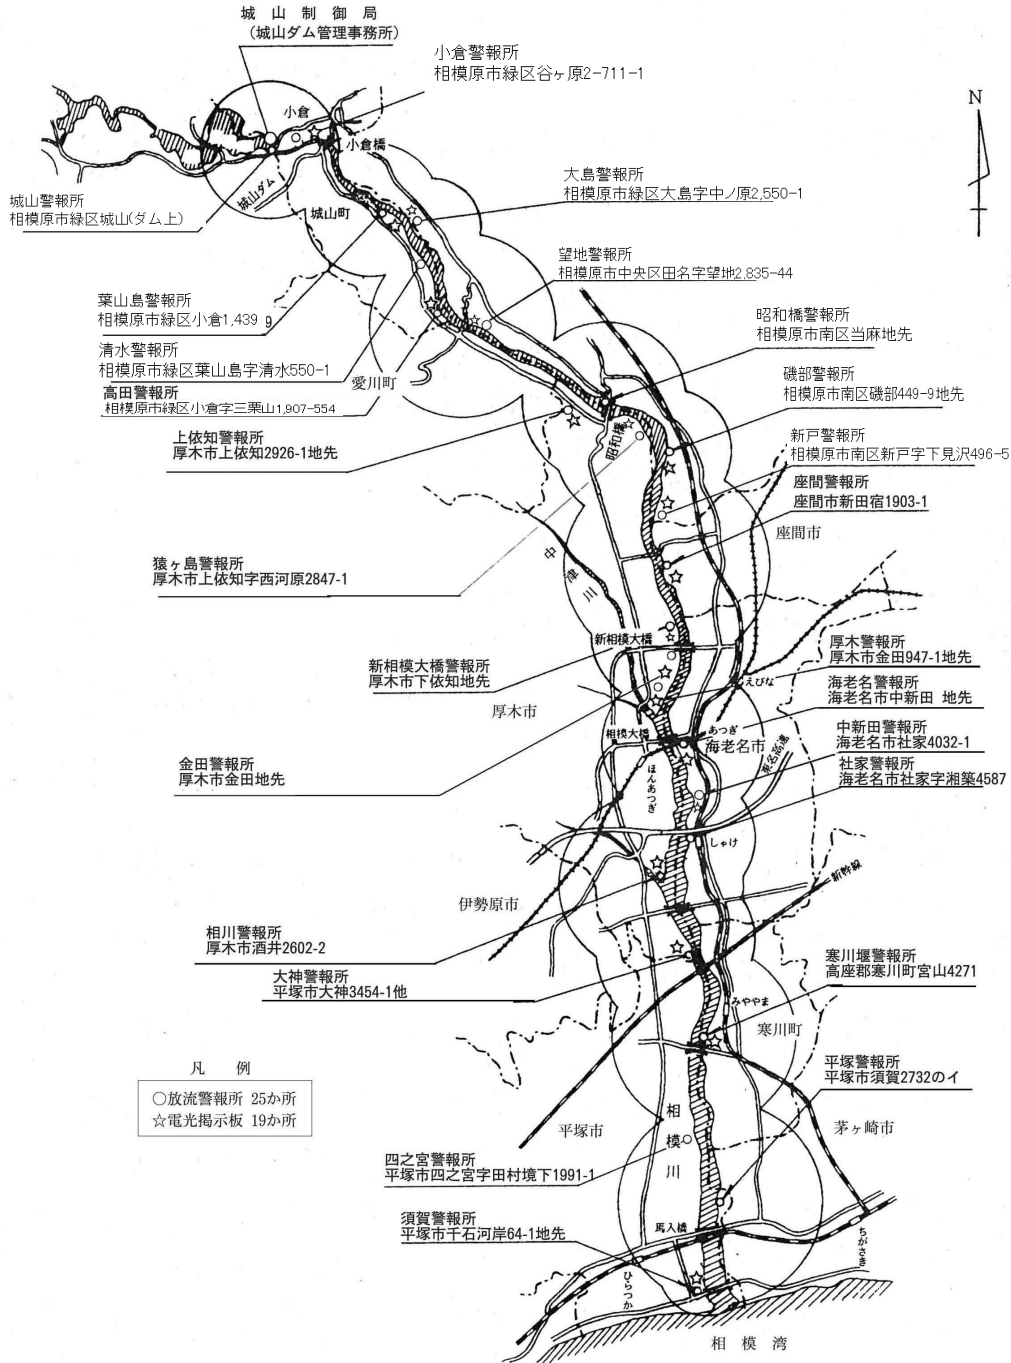 城山制御局
(城山ダム管理事務所)
小倉警報所
相模原市緑区谷ヶ原2-711-1
N
小倉
小倉橋
大島警報所
相模原市緑区大島字中ノ原2,550-1
城山警報所
相模原市緑区城山(ダム上)
城山ダム
城山町
望地警報所
相模原市中央区田名字望地2,835-44
葉山島警報所
相模原市緑区小倉1,439
昭和橋警報所
相模原市南区当麻地先
清水警報所
相模原市緑区葉山島字清水550-1
愛川町
磯部警報所
相模原市南区磯部449-9地先
高田警報所
相模原市緑区小倉字三栗山1,907-554
上依知警報所
厚木市上依知2926-1地先
昭和橋
新戸警報所
相模原市南区新戸字下見沢496-5
座間警報所
座間市新田宿1903-1
座間市
猿ヶ島警報所
厚木市上依知字西河原2847-1
中津川
新相模大橋
厚木警報所
厚木市金田947-1地先
新相模大橋警報所
厚木市下依知地先
えびな
海老名警報所
海老名市中新田 地先
厚木市
相模大橋
あつぎ
海老名市
中新田警報所
海老名市社家4032-1
東名高速
金田警報所
厚木市金田地先
ほんあつぎ
社家警報所
海老名市社家字湘築4587
しゃけ
新幹線
伊勢原市
相川警報所
厚木市酒井2602-2
大神警報所
平塚市大神3454-1他
寒川堰警報所
高座郡寒川町宮山4271
みややま
寒川町
凡 例
○放流警報所 25か所
☆電光掲示板 19か所
平塚警報所
平塚市須賀2732のイ
相模川
平塚市
茅ヶ崎市
四之宮警報所
平塚市四之宮字田村境下1991-1
須賀警報所
平塚市千石河岸64-1地先
馬入橋
ちがさき
ひらつか
相模湾